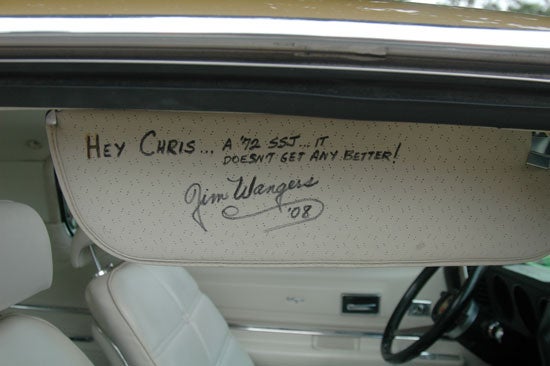 HEY CHRIS... A '72 SSJ... IT
DOESN'T GET ANY BETTER!
Jim Wangers
'08